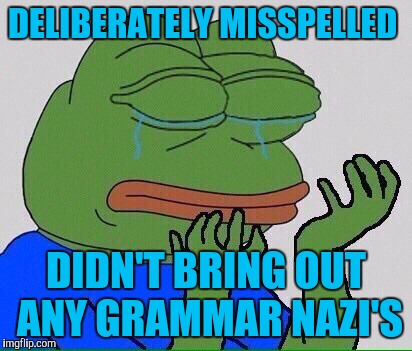 DELIBERATELY MISSPELLED
DIDN'T BRING OUT
ANY GRAMMAR NAZI'S
imgflip.com